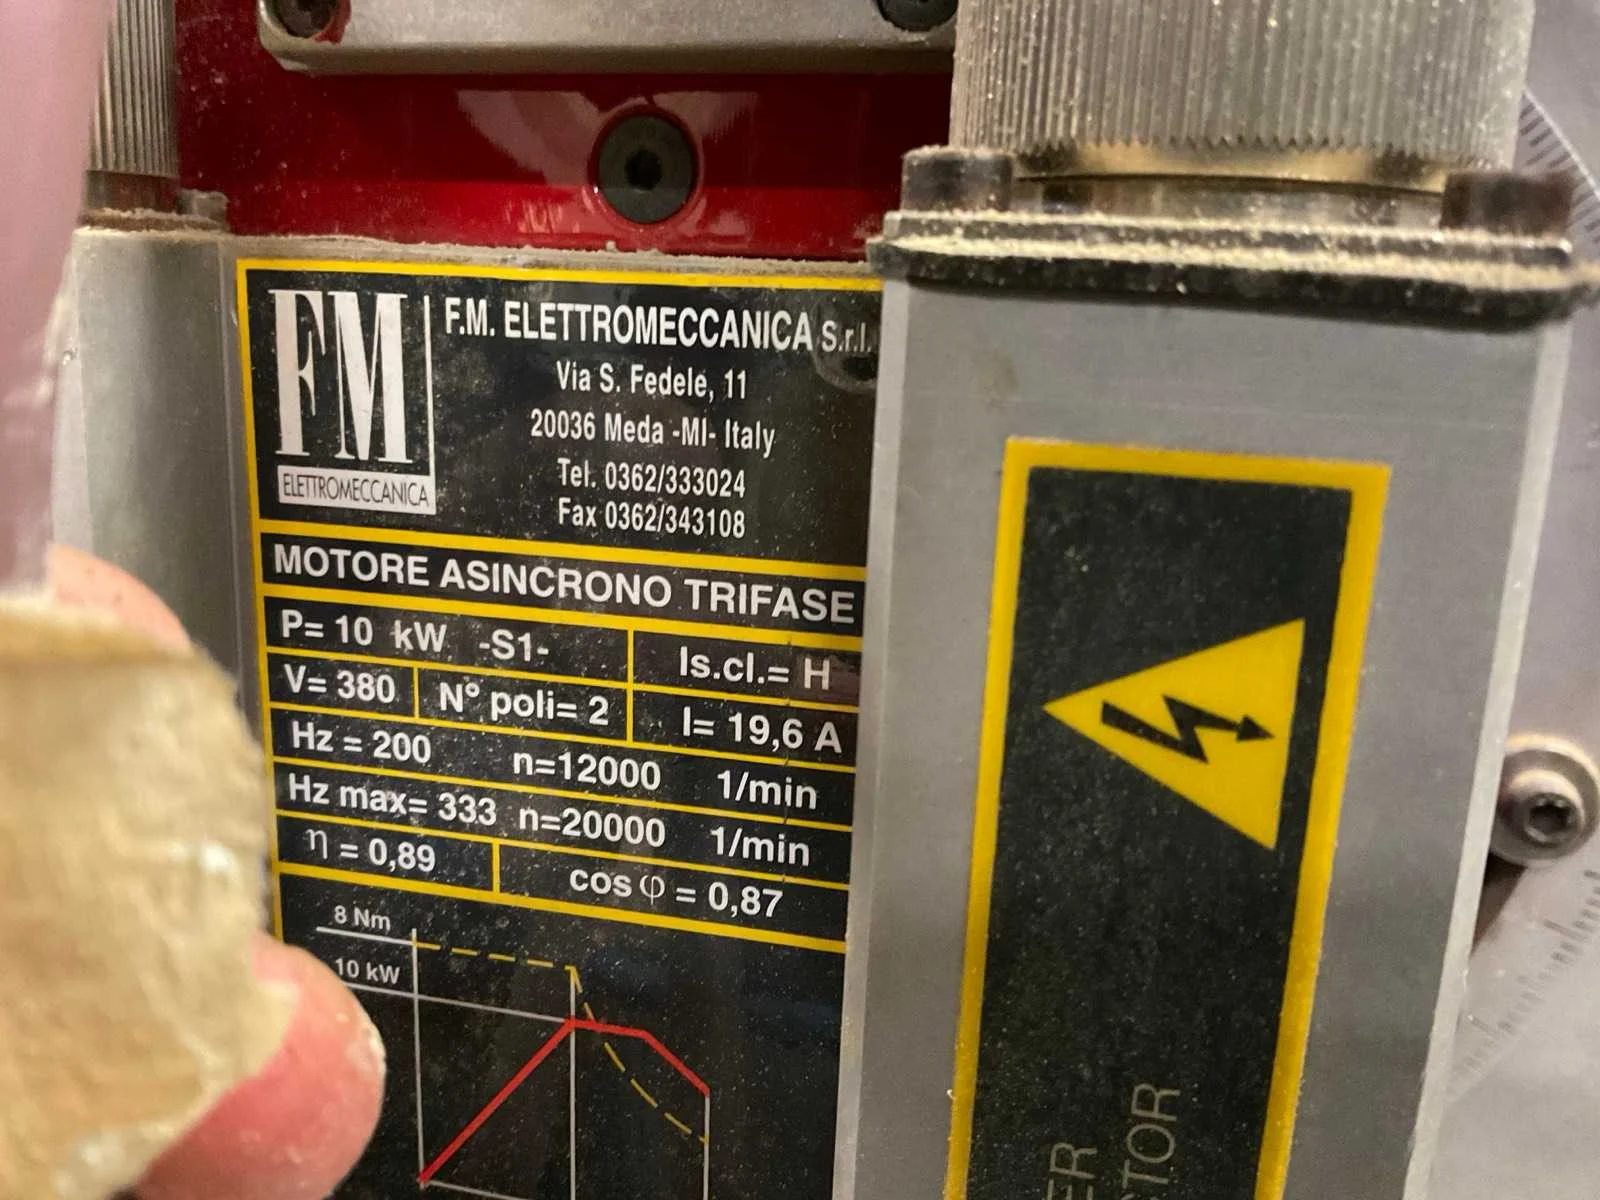 FM
ELETTROMECCANICA
F.M. ELETTROMECCANICA S.r.l.
Via S. Fedele, 11
20036 Meda -MI- Italy
Tel. 0362/333024
Fax 0362/343108
MOTORE ASINCRONO TRIFASE
P= 10 kW -S1- Is.cl.= H
V= 380 N° poli= 2 I= 19,6 A
Hz = 200 n=12000 1/min
Hz max= 333 n=20000 1/min
η = 0,89 cos φ = 0,87
8 Nm
10 kW